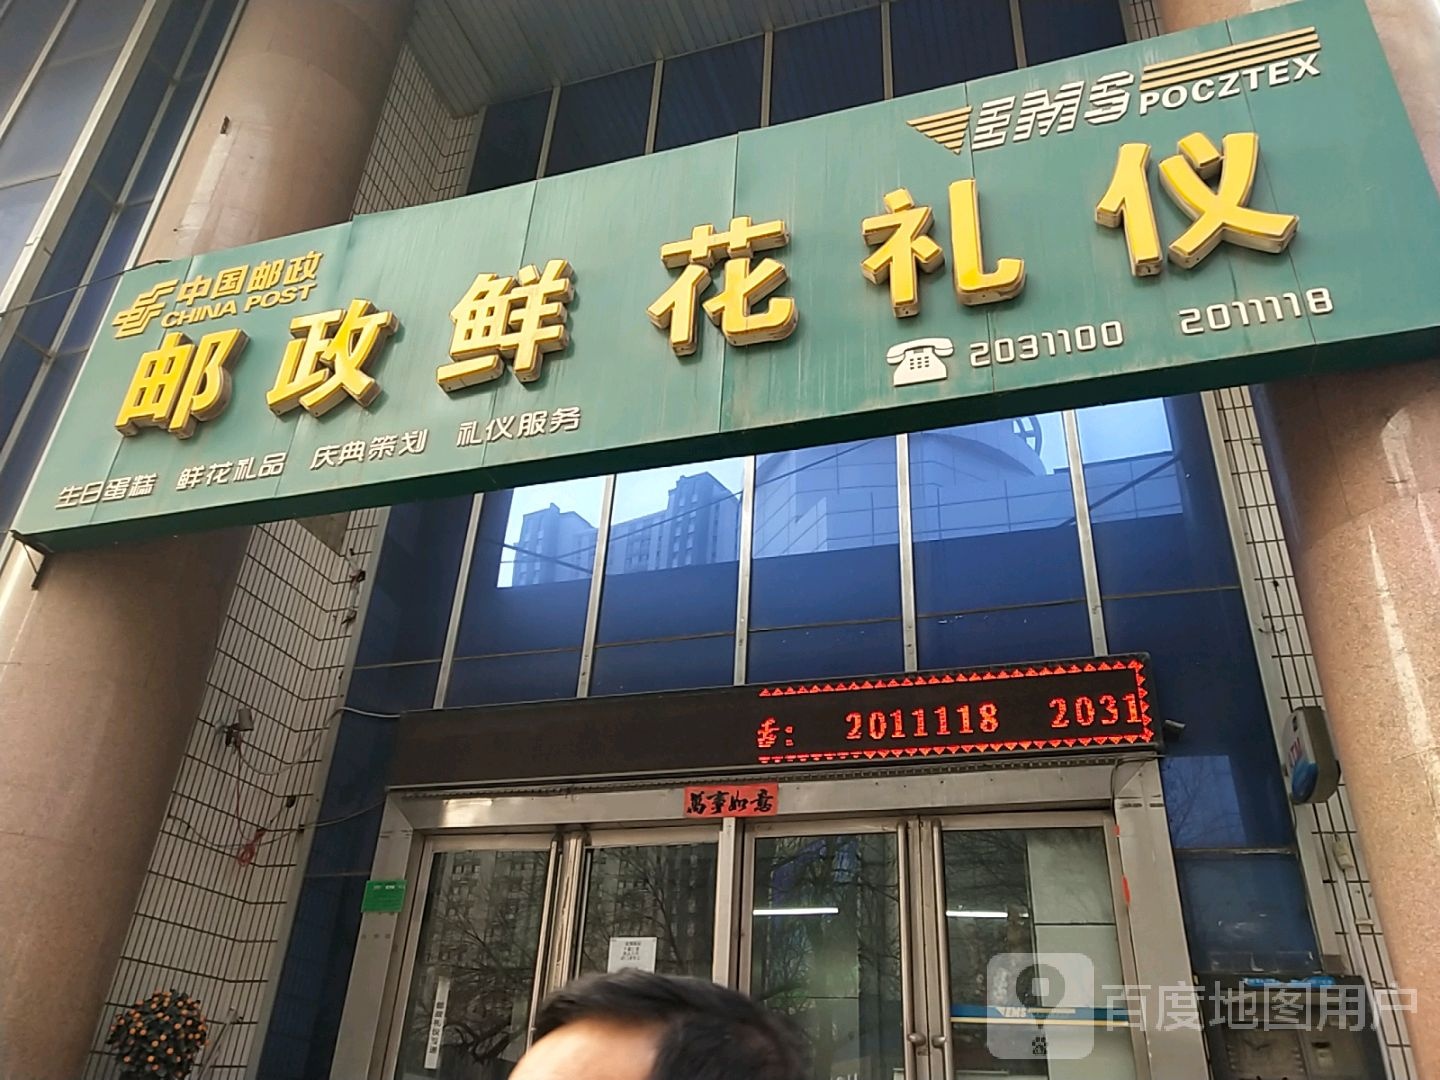 EMS
POCZTEX
中国邮政
CHINA POST
邮政鲜花礼仪
2031100 2011118
生日蛋糕 鲜花礼品 庆典策划 礼仪服务
: 2011118 2031
萬事如意
EMS
百度地图用户